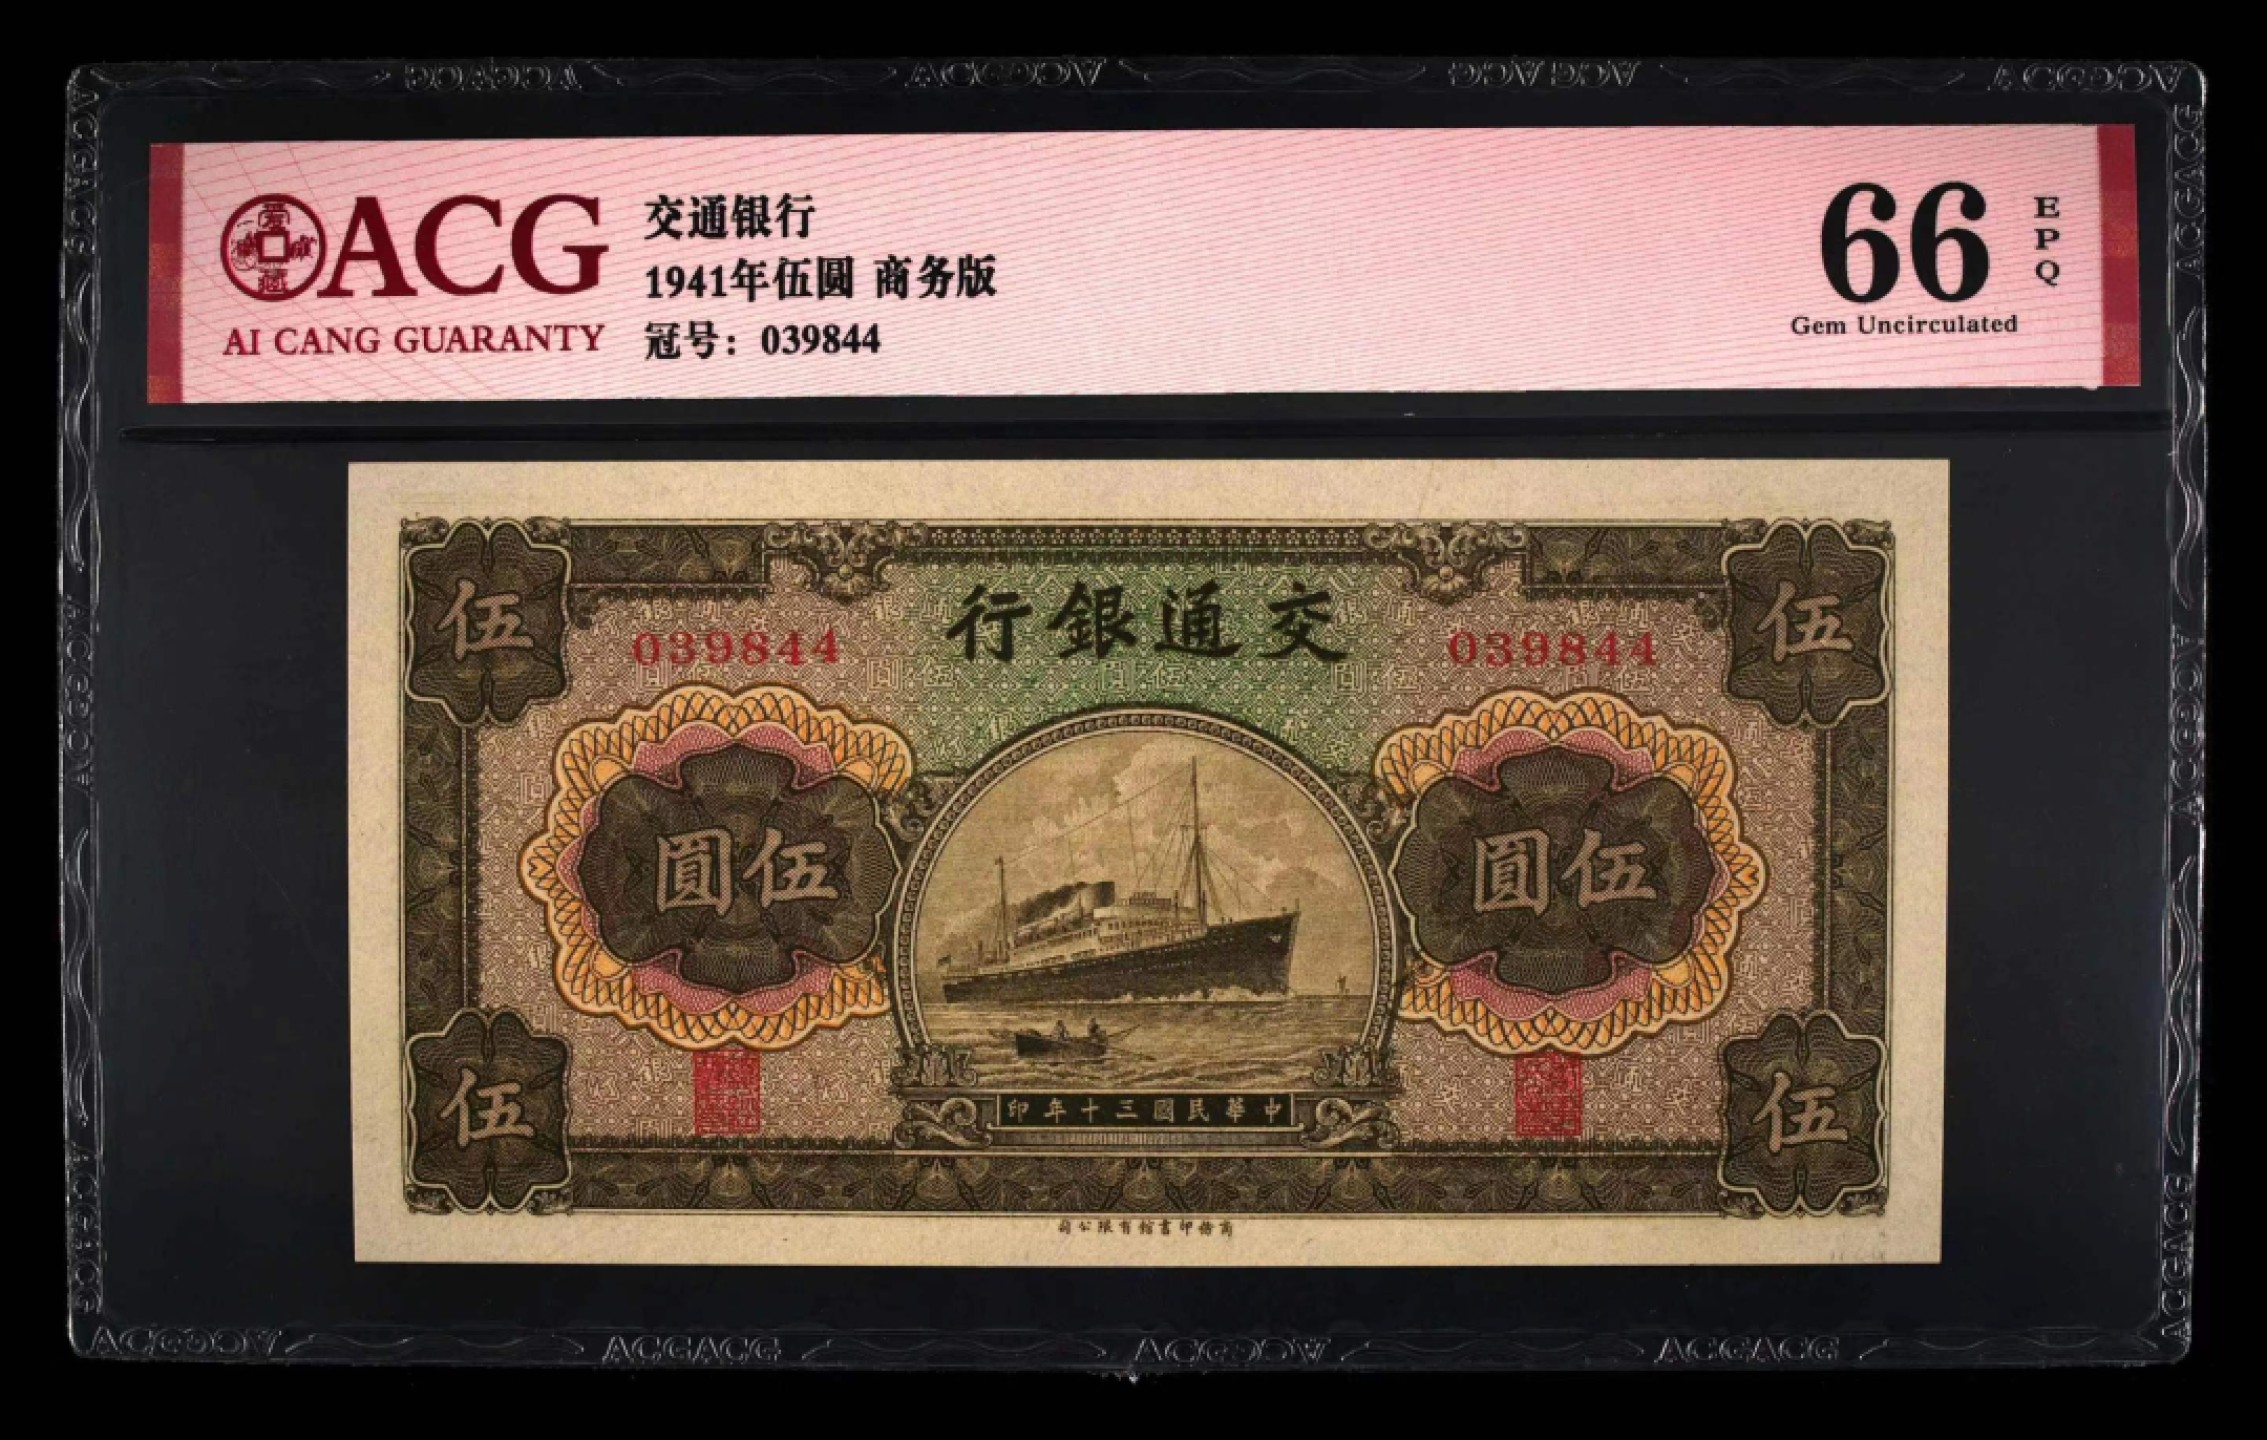 ACG
AI CANG GUARANTY
交通银行
1941年伍圓 商务版
冠号：039844
66
EPQ
Gem Uncirculated
伍
伍
行銀通交
039844
039844
圓伍
圓伍
印年十三國民華中
伍
伍
司公限有館書印務商